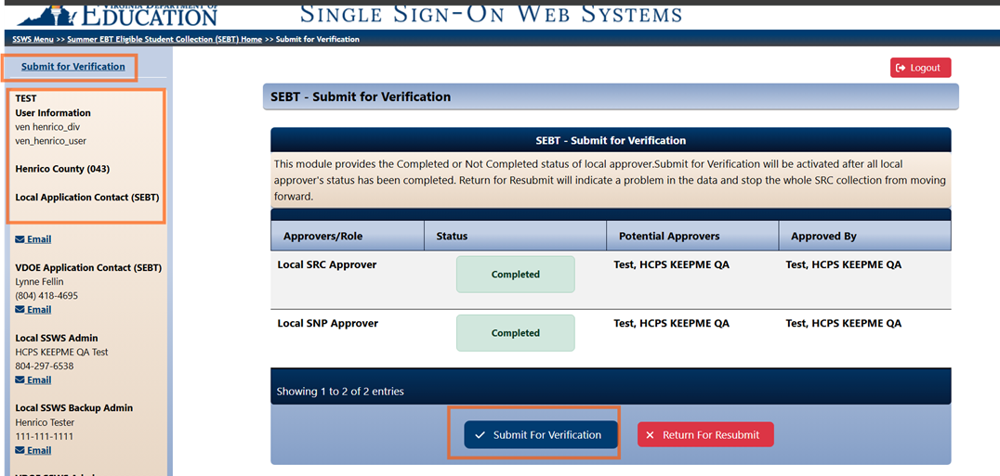 VIRGINIA DEPARTMENT OF
EDUCATION
SINGLE SIGN-ON WEB SYSTEMS
SSWS Menu >> Summer EBT Eligible Student Collection (SEBT) Home >> Submit for Verification
Submit for Verification
TEST
User Information
ven henrico_div
ven_henrico_user
Henrico County (043)
Local Application Contact (SEBT)
Email
VDOE Application Contact (SEBT)
Lynne Fellin
(804) 418-4695
Email
Local SSWS Admin
HCPS KEEPME QA Test
804-297-6538
Email
Local SSWS Backup Admin
Henrico Tester
111-111-1111
Email
VDOE SSWS Admin
Logout
SEBT - Submit for Verification
SEBT - Submit for Verification
This module provides the Completed or Not Completed status of local approver.Submit for Verification will be activated after all local
approver's status has been completed. Return for Resubmit will indicate a problem in the data and stop the whole SRC collection from moving
forward.
Approvers/Role Status Potential Approvers Approved By
Local SRC Approver Completed Test, HCPS KEEPME QA Test, HCPS KEEPME QA
Local SNP Approver Completed Test, HCPS KEEPME QA Test, HCPS KEEPME QA
Showing 1 to 2 of 2 entries
Submit For Verification Return For Resubmit